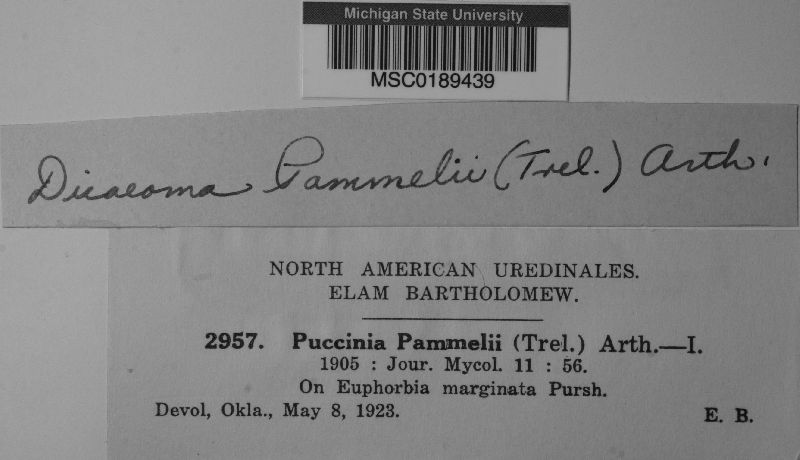 Michigan State University
MSC0189439
Dicaeoma Pammelii (Trel.) Arth.
NORTH AMERICAN UREDINALES.
ELAM BARTHOLOMEW.
2957. Puccinia Pammelii (Trel.) Arth.—I.
1905 : Jour. Mycol. 11 : 56.
On Euphorbia marginata Pursh.
Devol, Okla., May 8, 1923. E. B.